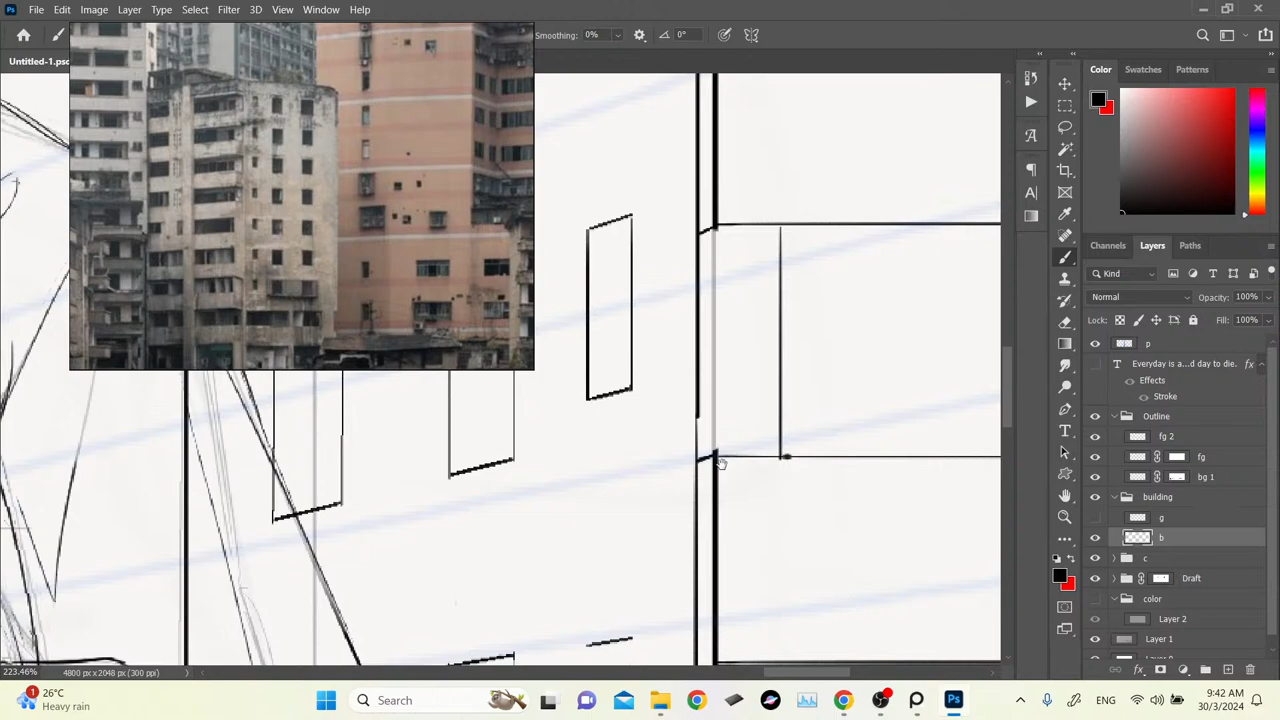 File Edit Image Layer Type Select Filter 3D View Window Help
Smoothing: 0% 0°
Untitled-1.psd
Color Swatches Patterns
Channels Layers Paths
Kind
Normal Opacity: 100%
Lock: Fill: 100%
p
Everyday is a...d day to die. fx
Effects
Stroke
Outline
fg 2
fg
bg 1
building
g
b
c
Draft
color
Layer 2
Layer 1
223.46% 4800 px x 2048 px (300 ppi)
1 26°C
Heavy rain
Search
ENG
9:42 AM
30/3/2024